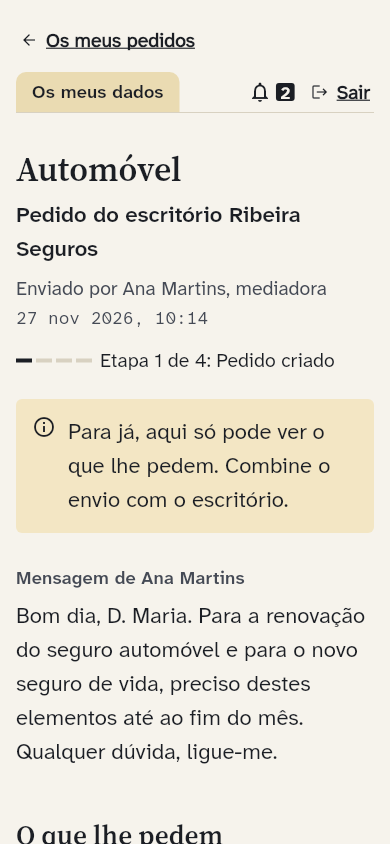 Os meus pedidos
Os meus dados
2
Sair
Automóvel
Pedido do escritório Ribeira
Seguros
Enviado por Ana Martins, mediadora
27 nov 2026, 10:14
Etapa 1 de 4: Pedido criado
Para já, aqui só pode ver o
que lhe pedem. Combine o
envio com o escritório.
Mensagem de Ana Martins
Bom dia, D. Maria. Para a renovação
do seguro automóvel e para o novo
seguro de vida, preciso destes
elementos até ao fim do mês.
Qualquer dúvida, ligue-me.
O que lhe pedem